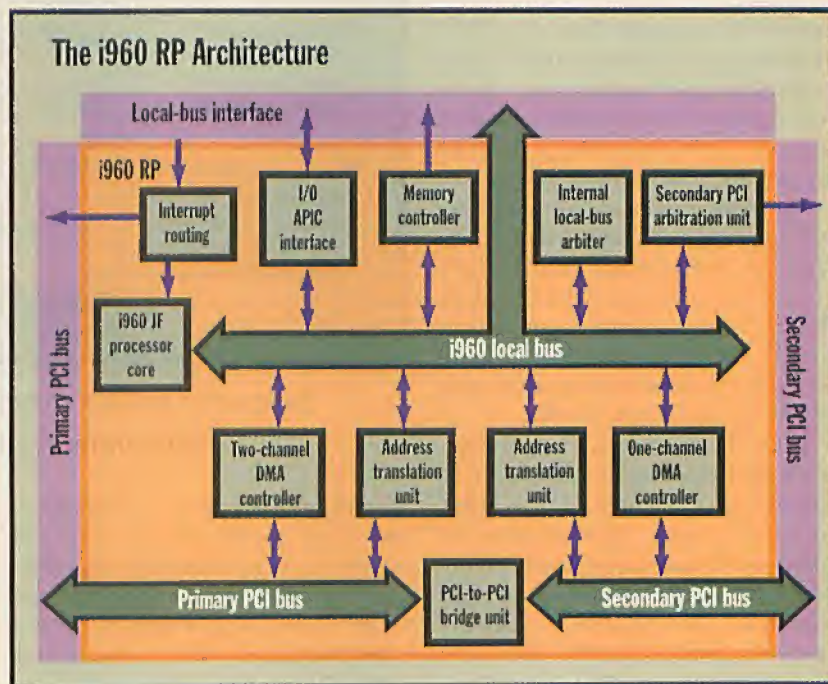 The i960 RP Architecture
Local-bus interface
i960 RP
Interrupt
routing
I/O
APIC
interface
Memory
controller
Internal
local-bus
arbiter
Secondary PCI
arbitration unit
i960 JF
processor
core
i960 local bus
Primary PCI bus
Secondary PCI bus
Two-channel
DMA
controller
Address
translation
unit
Address
translation
unit
One-channel
DMA
controller
Primary PCI bus
PCI-to-PCI
bridge unit
Secondary PCI bus